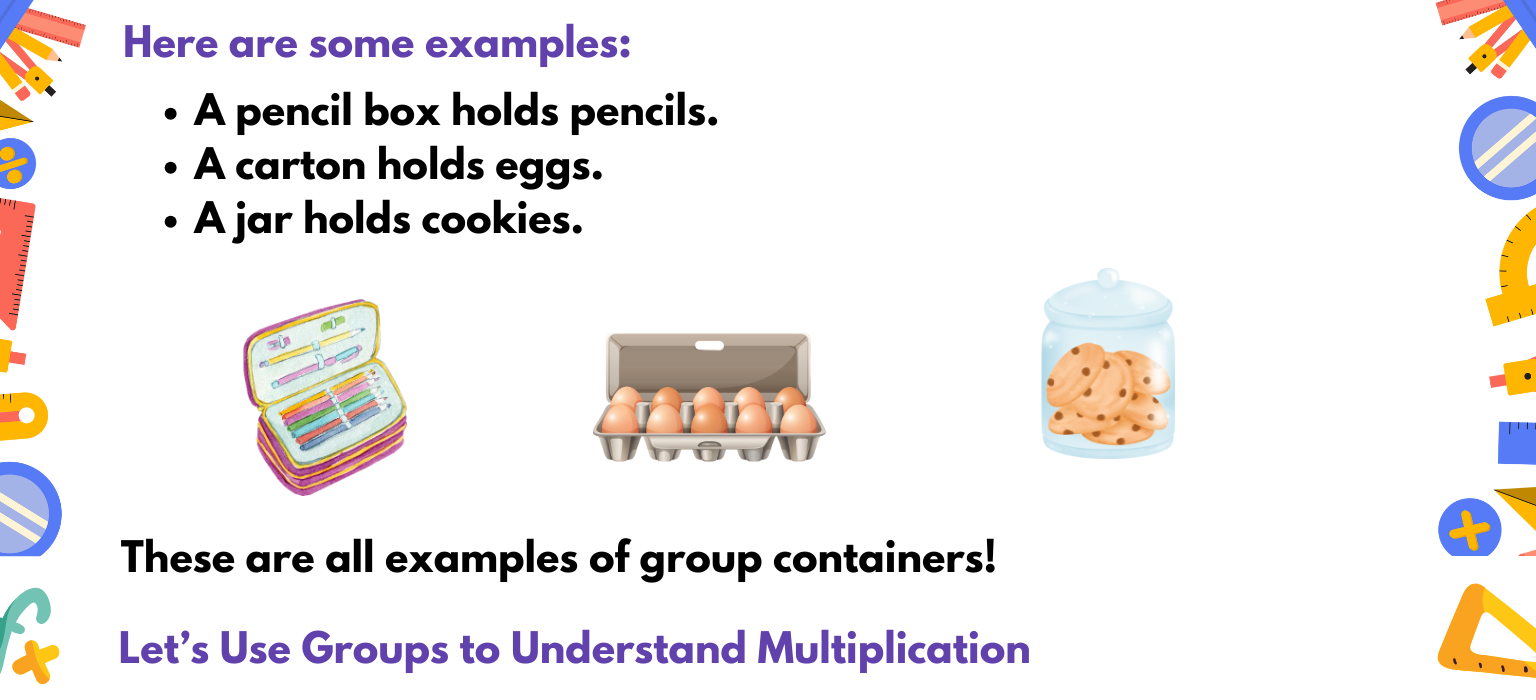 Here are some examples:
• A pencil box holds pencils.
• A carton holds eggs.
• A jar holds cookies.
These are all examples of group containers!
Let’s Use Groups to Understand Multiplication